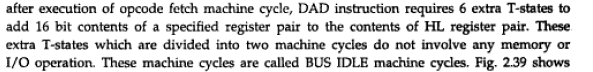 after execution of opcode fetch machine cycle, DAD instruction requires 6 extra T-states to
add 16 bit contents of a specified register pair to the contents of HL register pair. These
extra T-states which are divided into two machine cycles do not involve any memory or
I/O operation. These machine cycles are called BUS IDLE machine cycles. Fig. 2.39 shows